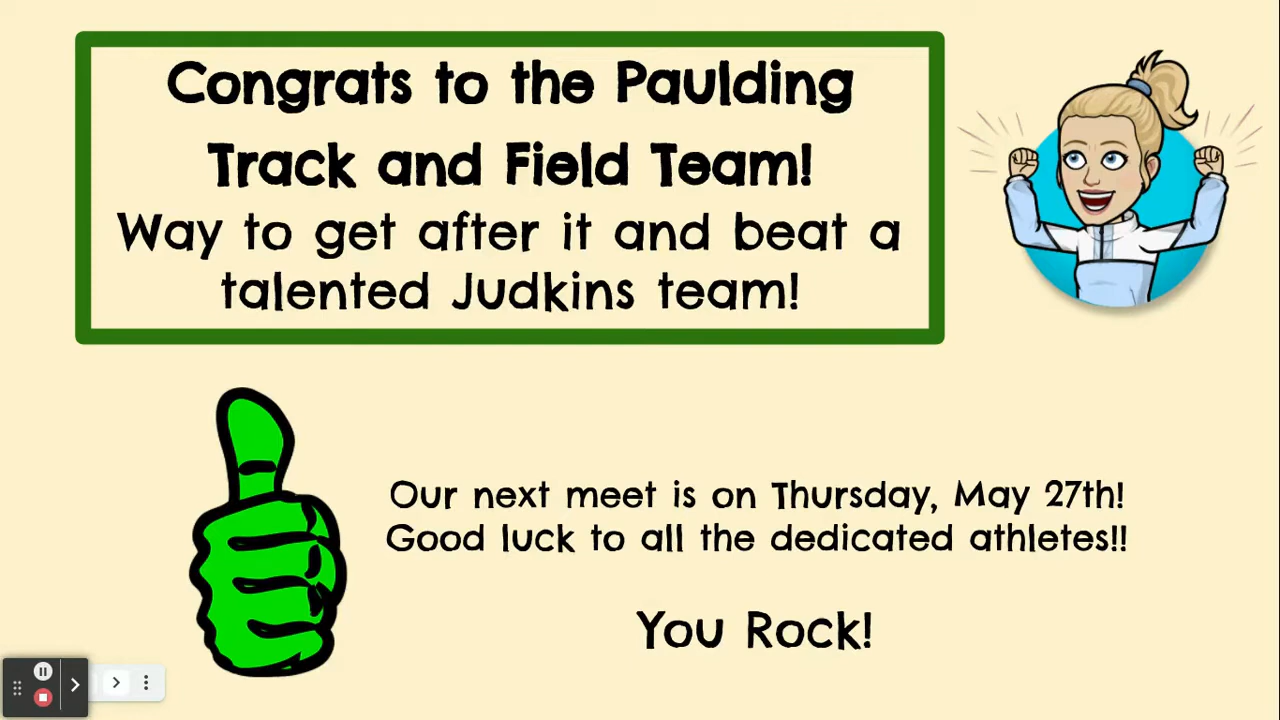 Congrats to the Paulding
Track and Field Team!
Way to get after it and beat a
talented Judkins team!
Our next meet is on Thursday, May 27th!
Good luck to all the dedicated athletes!!
You Rock!